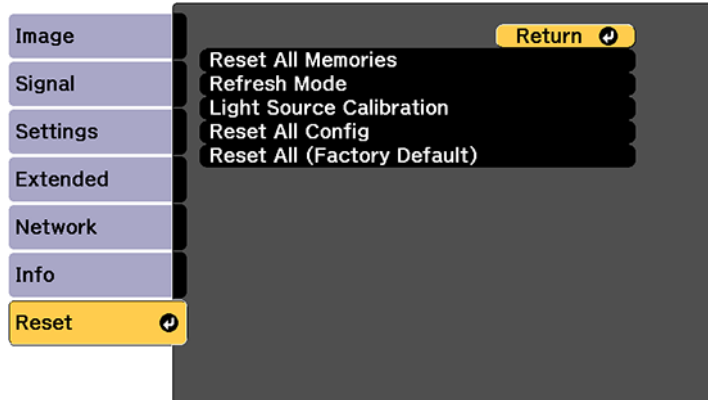 Image
Signal
Settings
Extended
Network
Info
Reset
Return
Reset All Memories
Refresh Mode
Light Source Calibration
Reset All Config
Reset All (Factory Default)